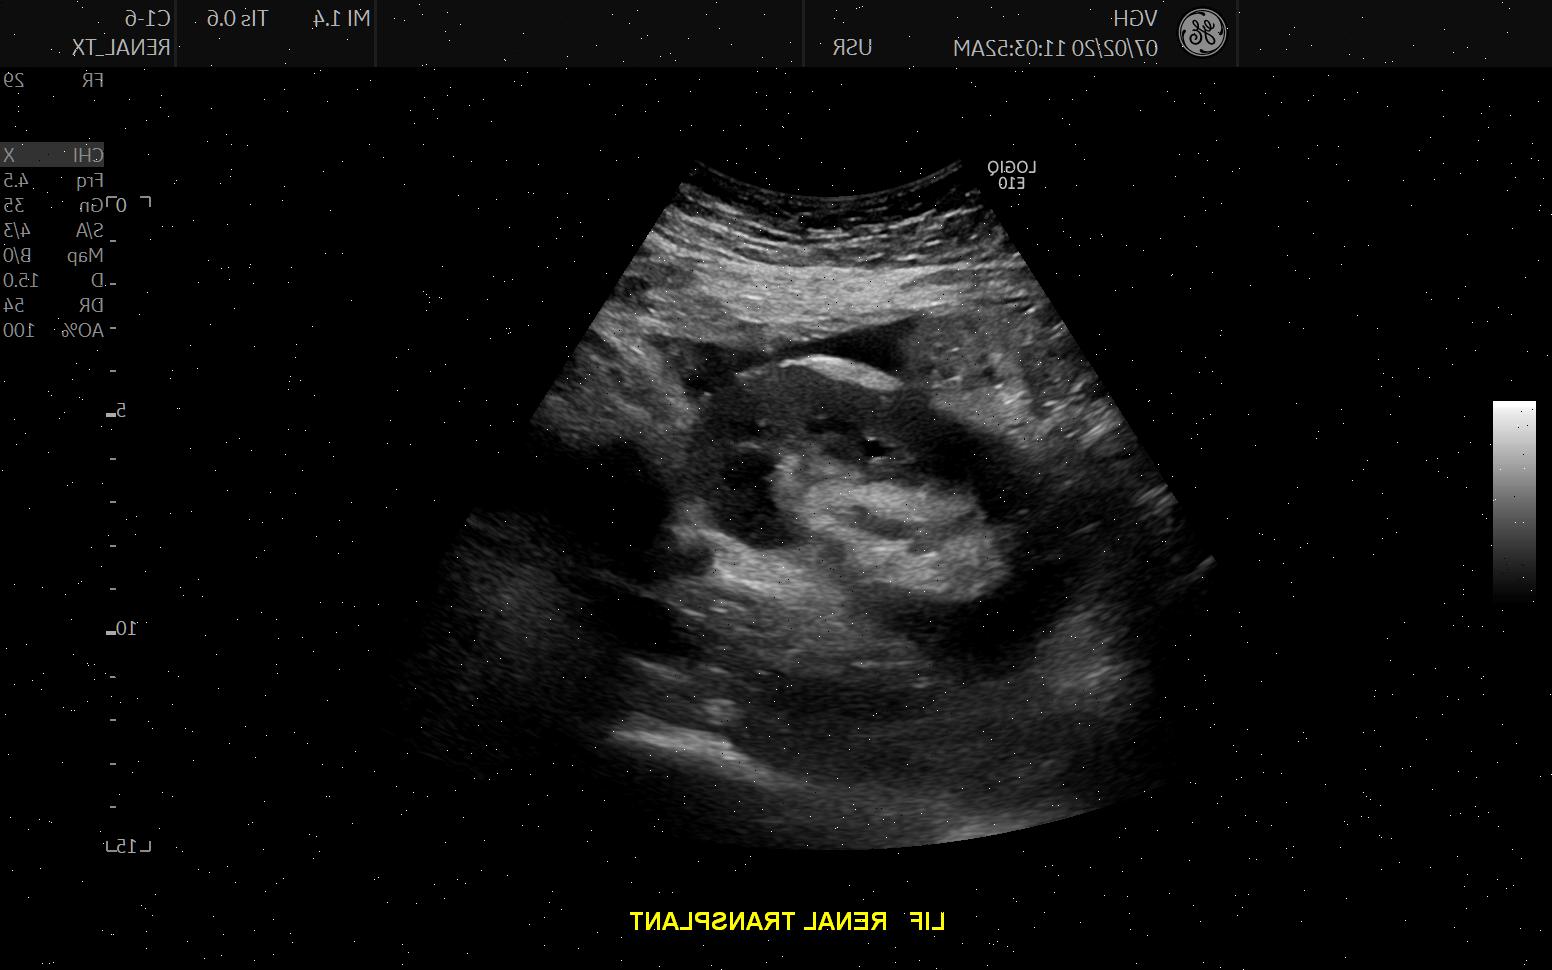 VGH
07/02/20 11:03:52AM USR
MI 1.4 TIs 0.6 C1-6
RENAL_TX
GE
LOGIQ
E10
FR 29
CHI X
Frq 4.5
Gn 35
S/A 4/3
Map B/0
D 15.0
DR 54
AO% 100
0
5
10
15
LIF RENAL TRANSPLANT